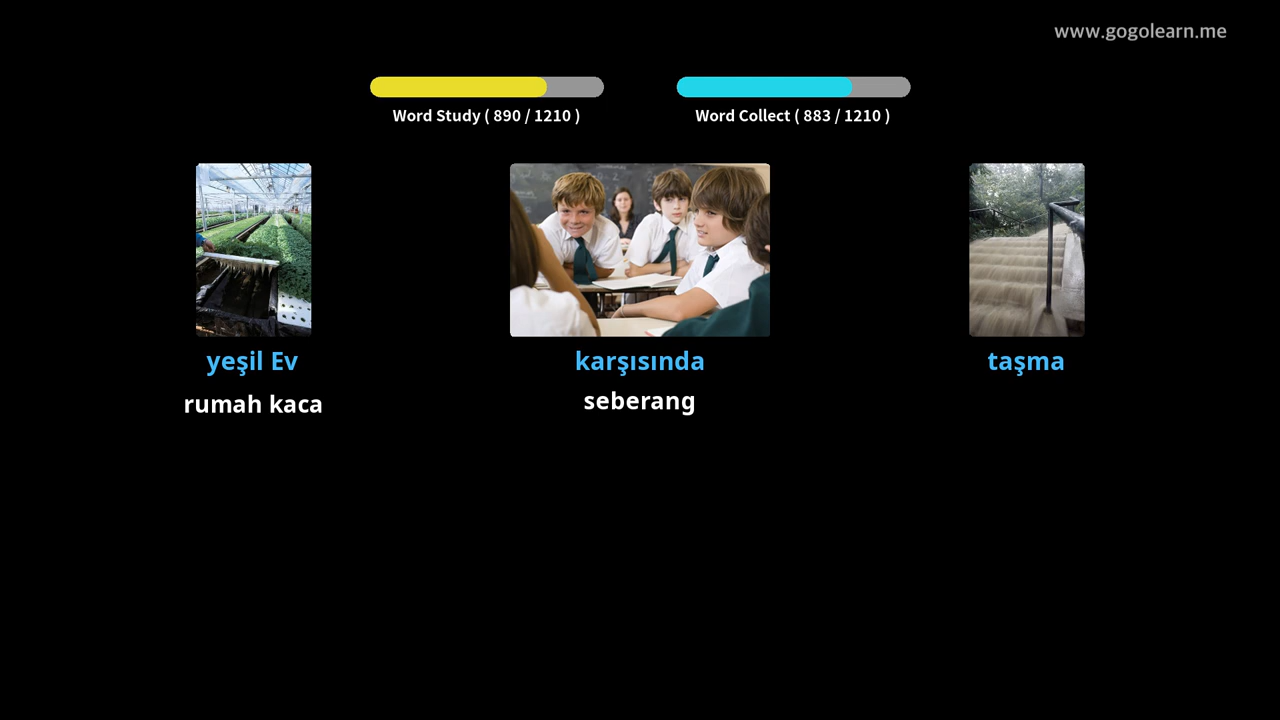 www.gogolearn.me
Word Study ( 890 / 1210 )
Word Collect ( 883 / 1210 )
yeşil Ev
karşısında
taşma
rumah kaca
seberang